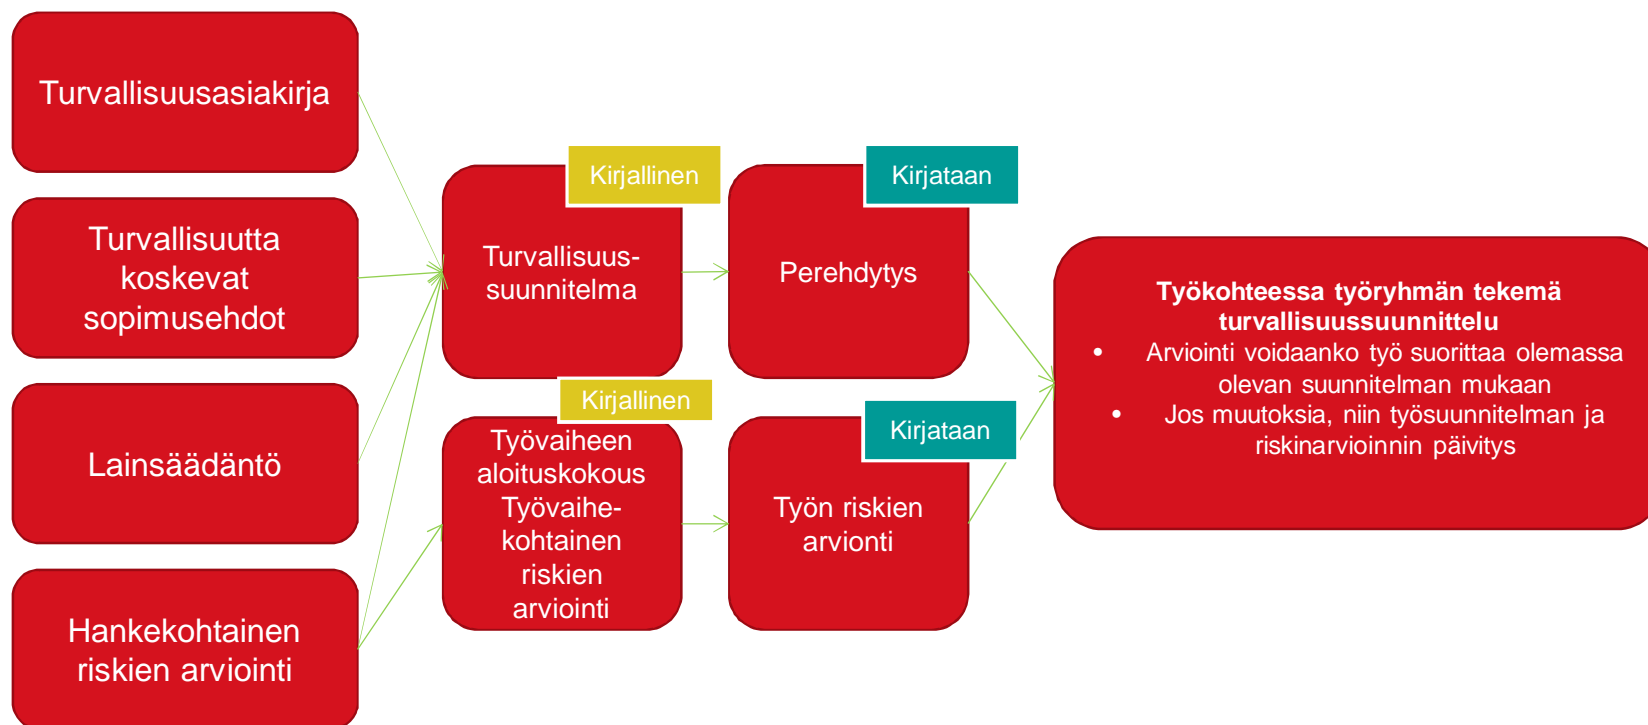 Turvallisuusasiakirja
Turvallisuutta
koskevat
sopimusehdot
Lainsäädäntö
Hankekohtainen
riskien arviointi
Kirjallinen
Turvallisuus-
suunnitelma
Kirjallinen
Työvaiheen
aloituskokous
Työvaihe-
kohtainen
riskien
arviointi
Kirjataan
Perehdytys
Kirjataan
Työn riskien
arvionti
Työkohteessa työryhmän tekemä
turvallisuussuunnittelu
• Arviointi voidaanko työ suorittaa olemassa
olevan suunnitelman mukaan
• Jos muutoksia, niin työsuunnitelman ja
riskinarvioinnin päivitys